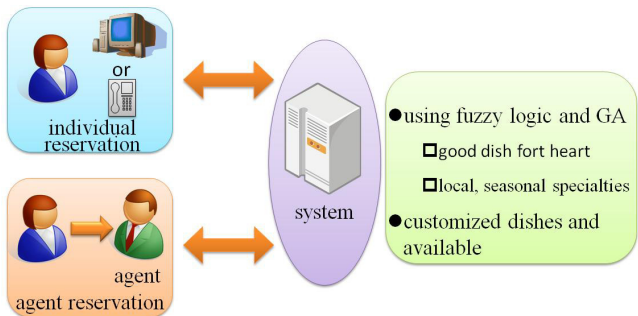 or
individual
reservation
agent
agent reservation
system
●using fuzzy logic and GA
❑good dish fort heart
❑local, seasonal specialties
●customized dishes and
available